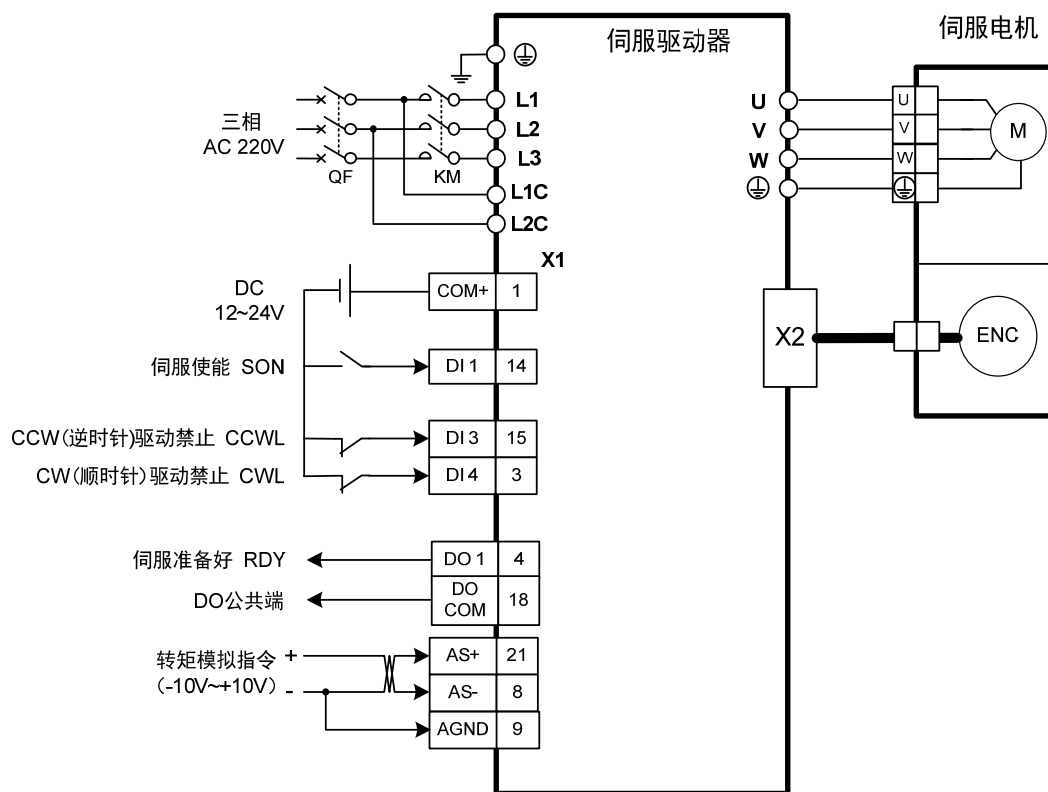 伺服驱动器
伺服电机
三相
AC 220V
QF
KM
L1
L2
L3
L1C
L2C
U
V
W
U
V
W
M
X1
DC
12~24V
COM+ 1
伺服使能 SON
DI 1 14
CCW(逆时针)驱动禁止 CCWL
DI 3 15
CW(顺时针)驱动禁止 CWL
DI 4 3
X2
ENC
伺服准备好 RDY
DO 1 4
DO公共端
DO
COM
18
转矩模拟指令
(-10V~+10V)
+
-
AS+ 21
AS- 8
AGND 9